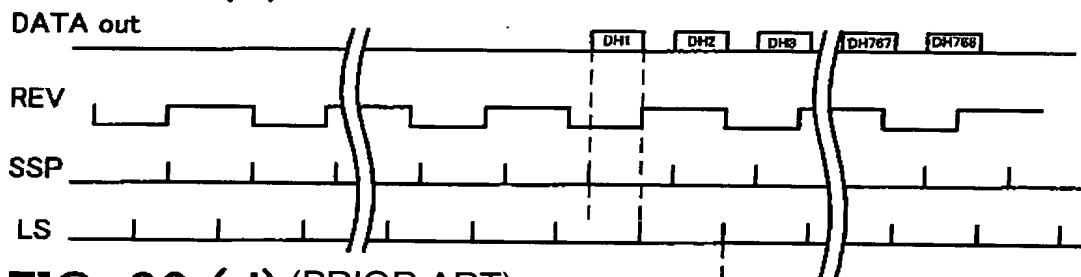 DATA out
DH1 DH2 DH3 DH767 DH768
REV
SSP
LS
(PRIOR ART)